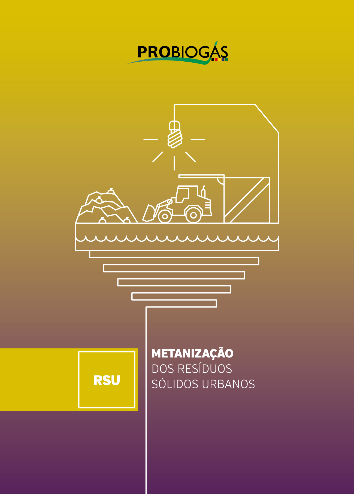 PROBIOGÁS
METANIZAÇÃO
DOS RESÍDUOS
SÓLIDOS URBANOS
RSU